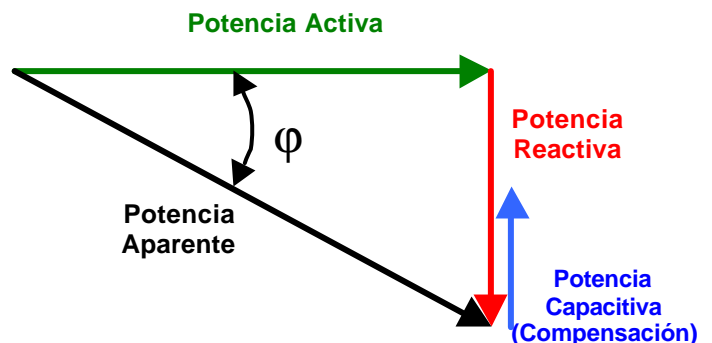 Potencia Activa
Potencia
Reactiva
φ
Potencia
Aparente
Potencia
Capacitiva
(Compensación)